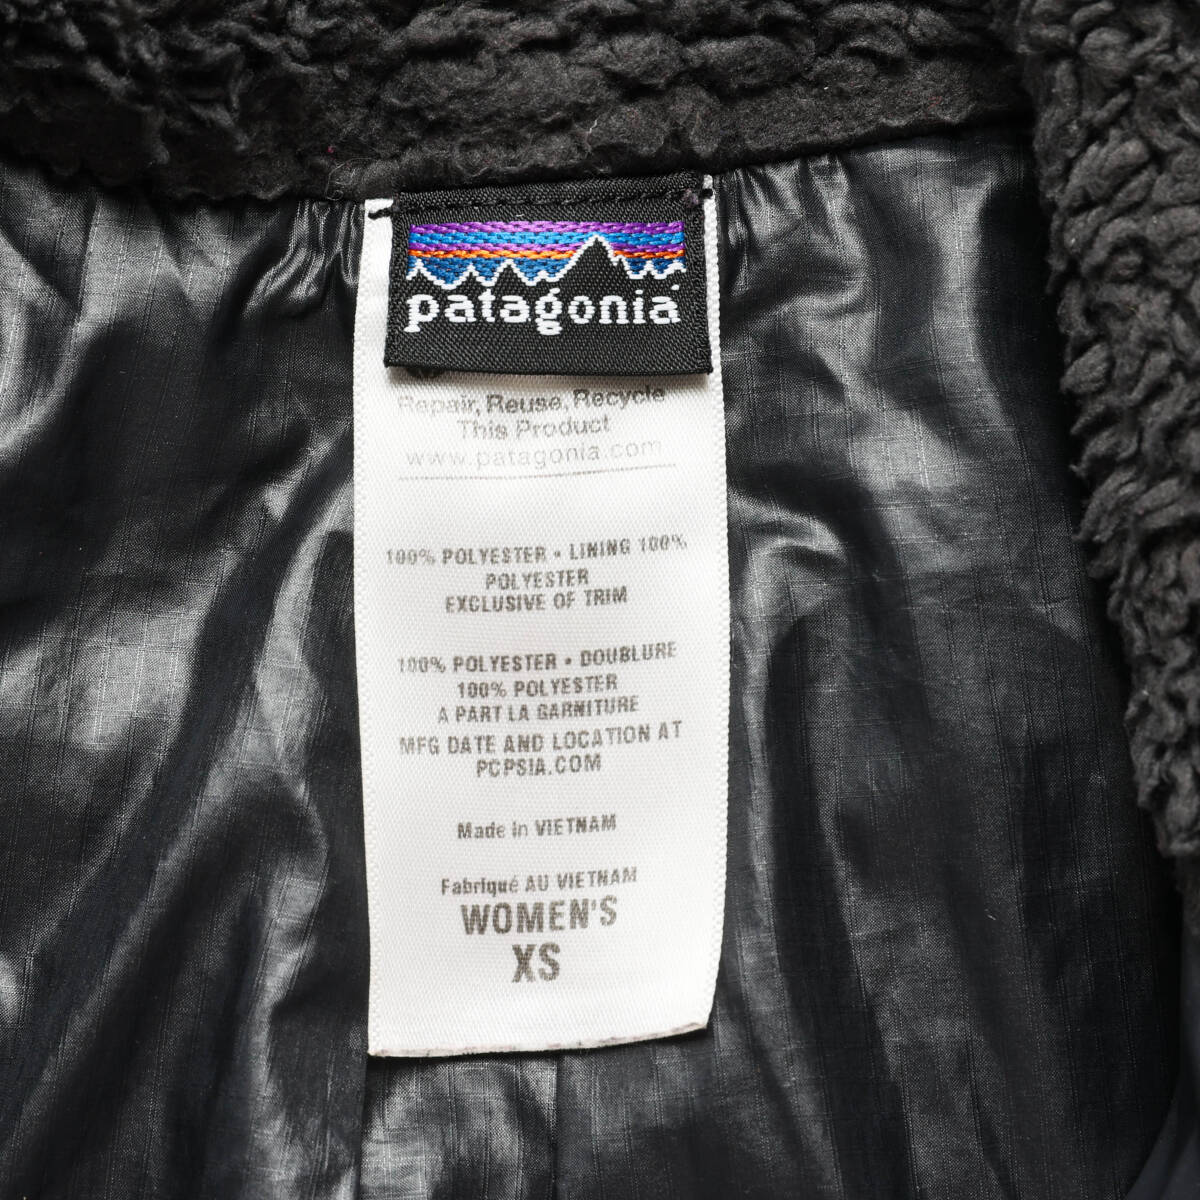 patagonia
Repair, Reuse, Recycle
This Product
www.patagonia.com
100% POLYESTER • LINING 100%
POLYESTER
EXCLUSIVE OF TRIM
100% POLYESTER • DOUBLURE
100% POLYESTER
A PART LA GARNITURE
MFG DATE AND LOCATION AT
PCPSIA.COM
Made in VIETNAM
Fabriqué AU VIETNAM
WOMEN'S
XS